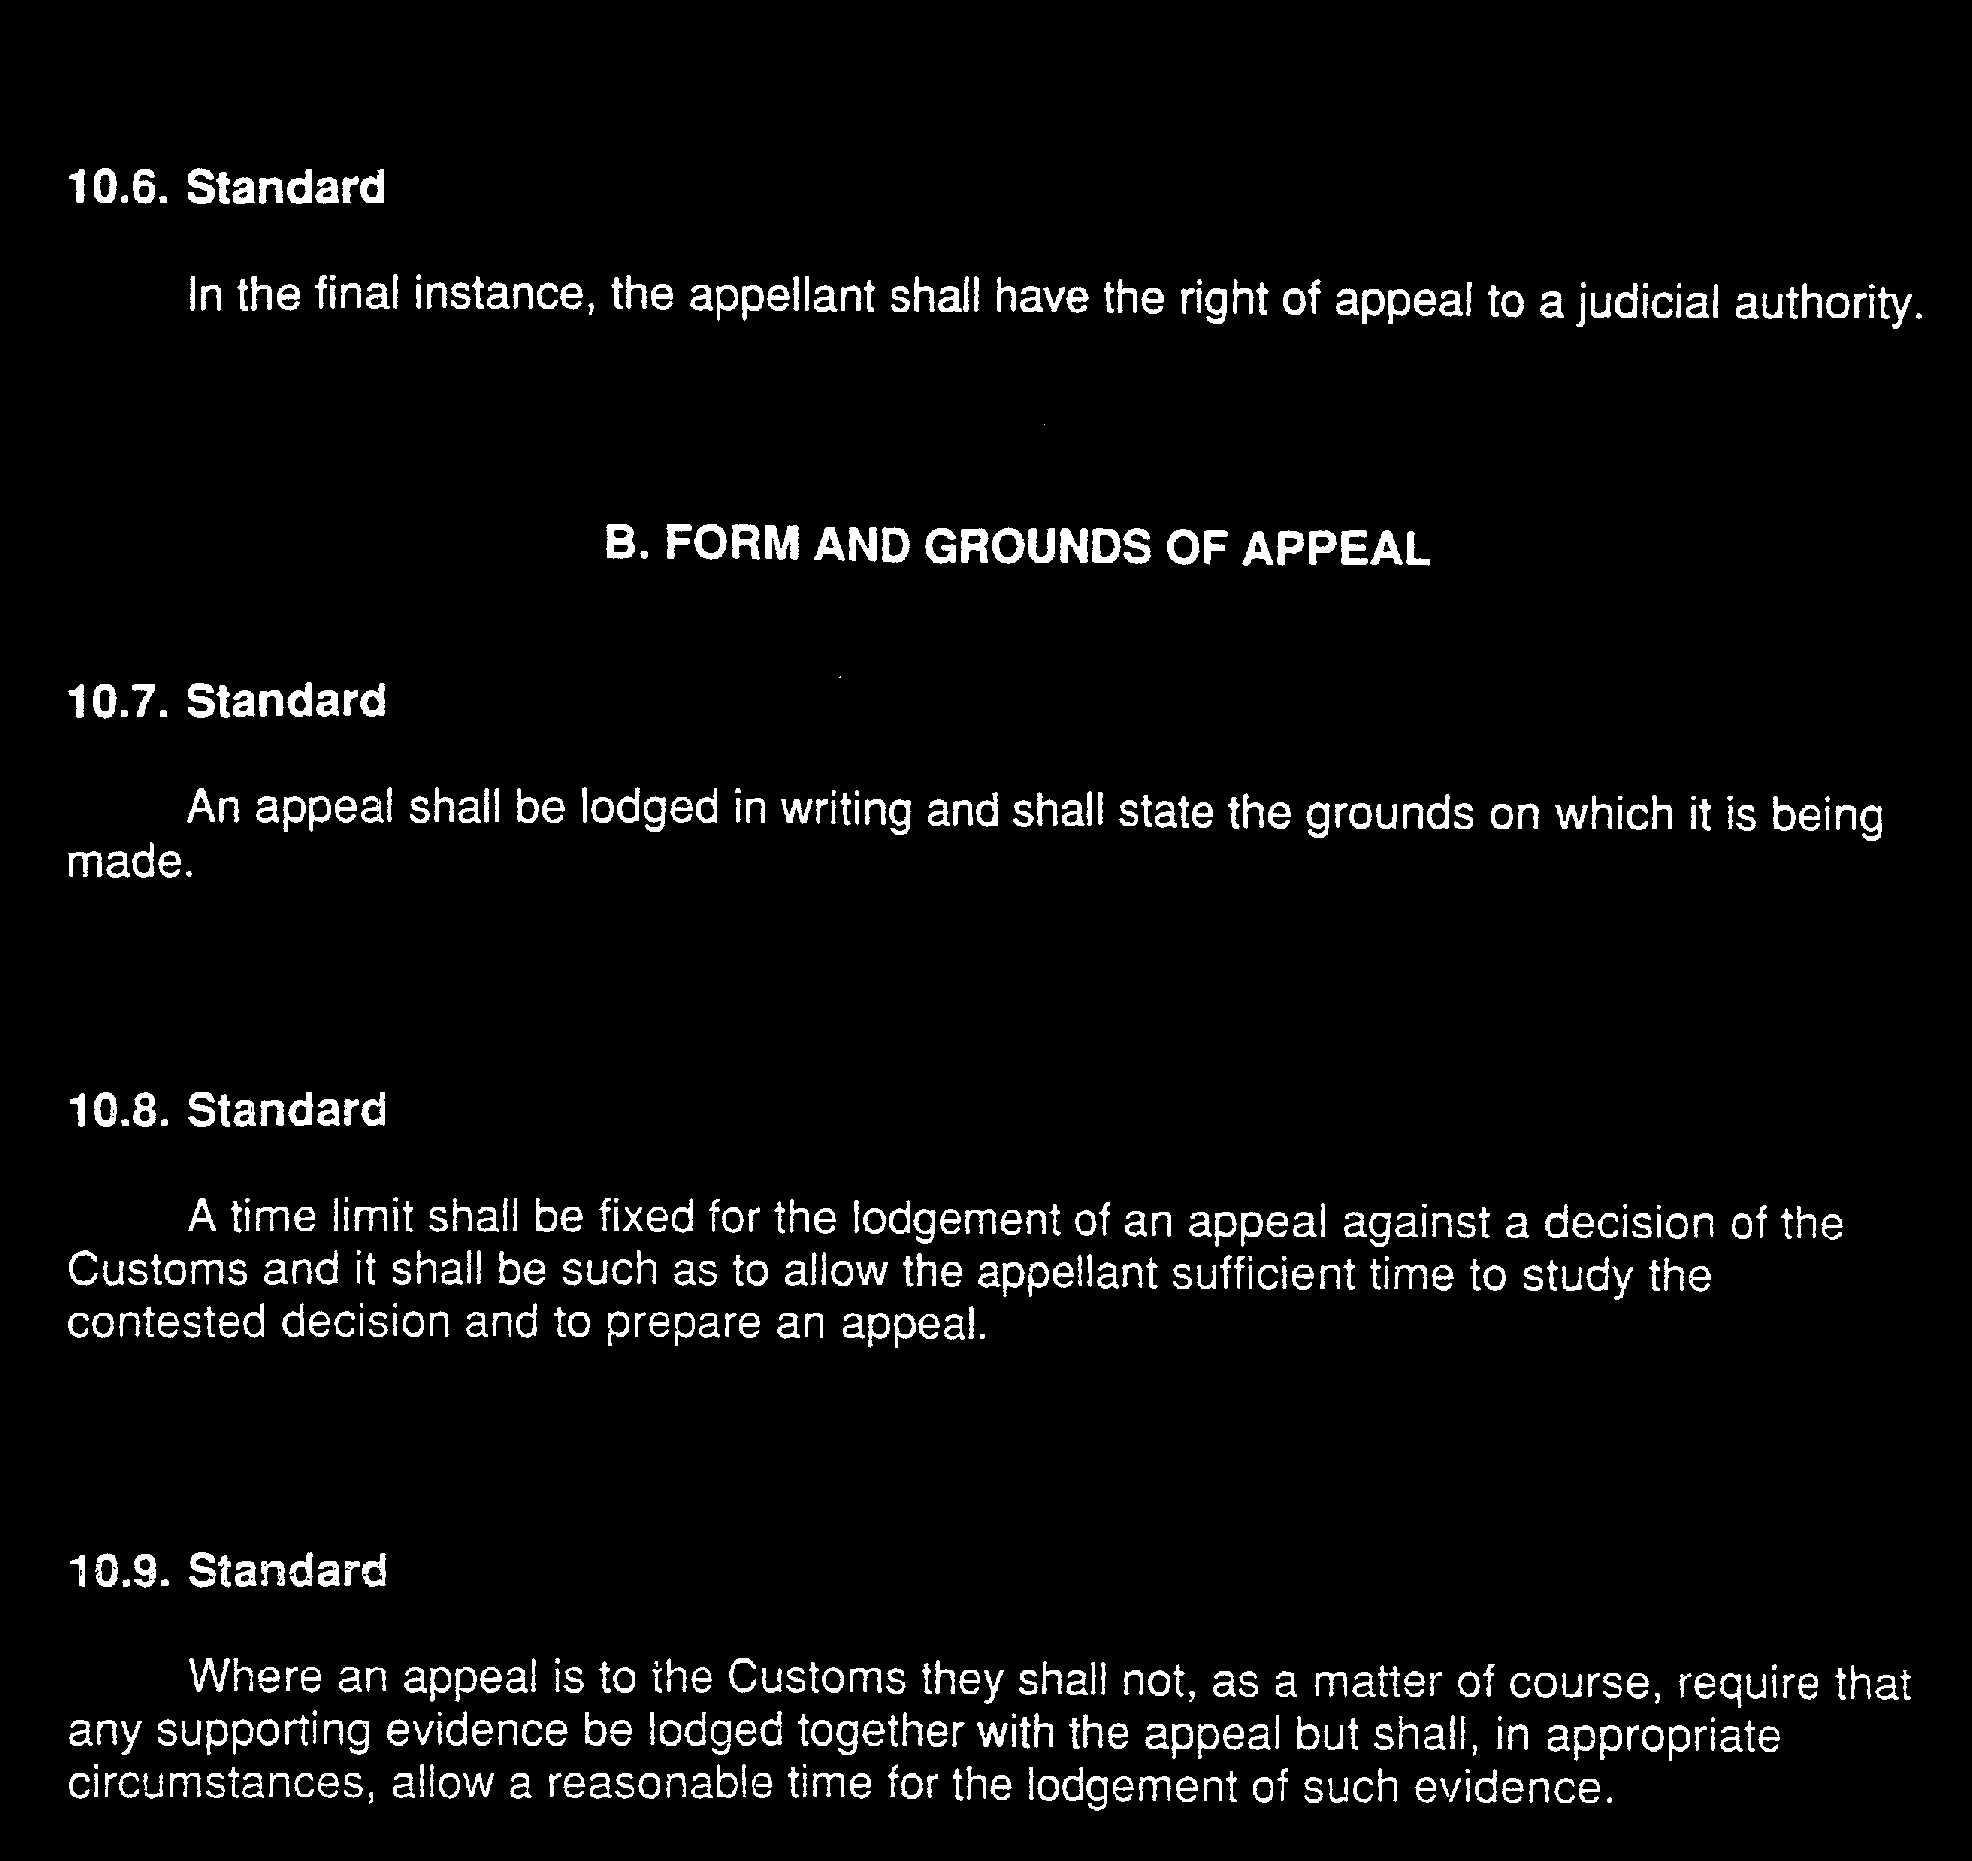 10.6. Standard
In the final instance, the appellant shall have the right of appeal to a judicial authority.
B. FORM AND GROUNDS OF APPEAL
10.7. Standard
An appeal shall be lodged in writing and shall state the grounds on which it is being
made.
10.8. Standard
A time limit shall be fixed for the lodgement of an appeal against a decision of the
Customs and it shall be such as to allow the appellant sufficient time to study the
contested decision and to prepare an appeal.
10.9. Standard
Where an appeal is to the Customs they shall not, as a matter of course, require that
any supporting evidence be lodged together with the appeal but shall, in appropriate
circumstances, allow a reasonable time for the lodgement of such evidence.